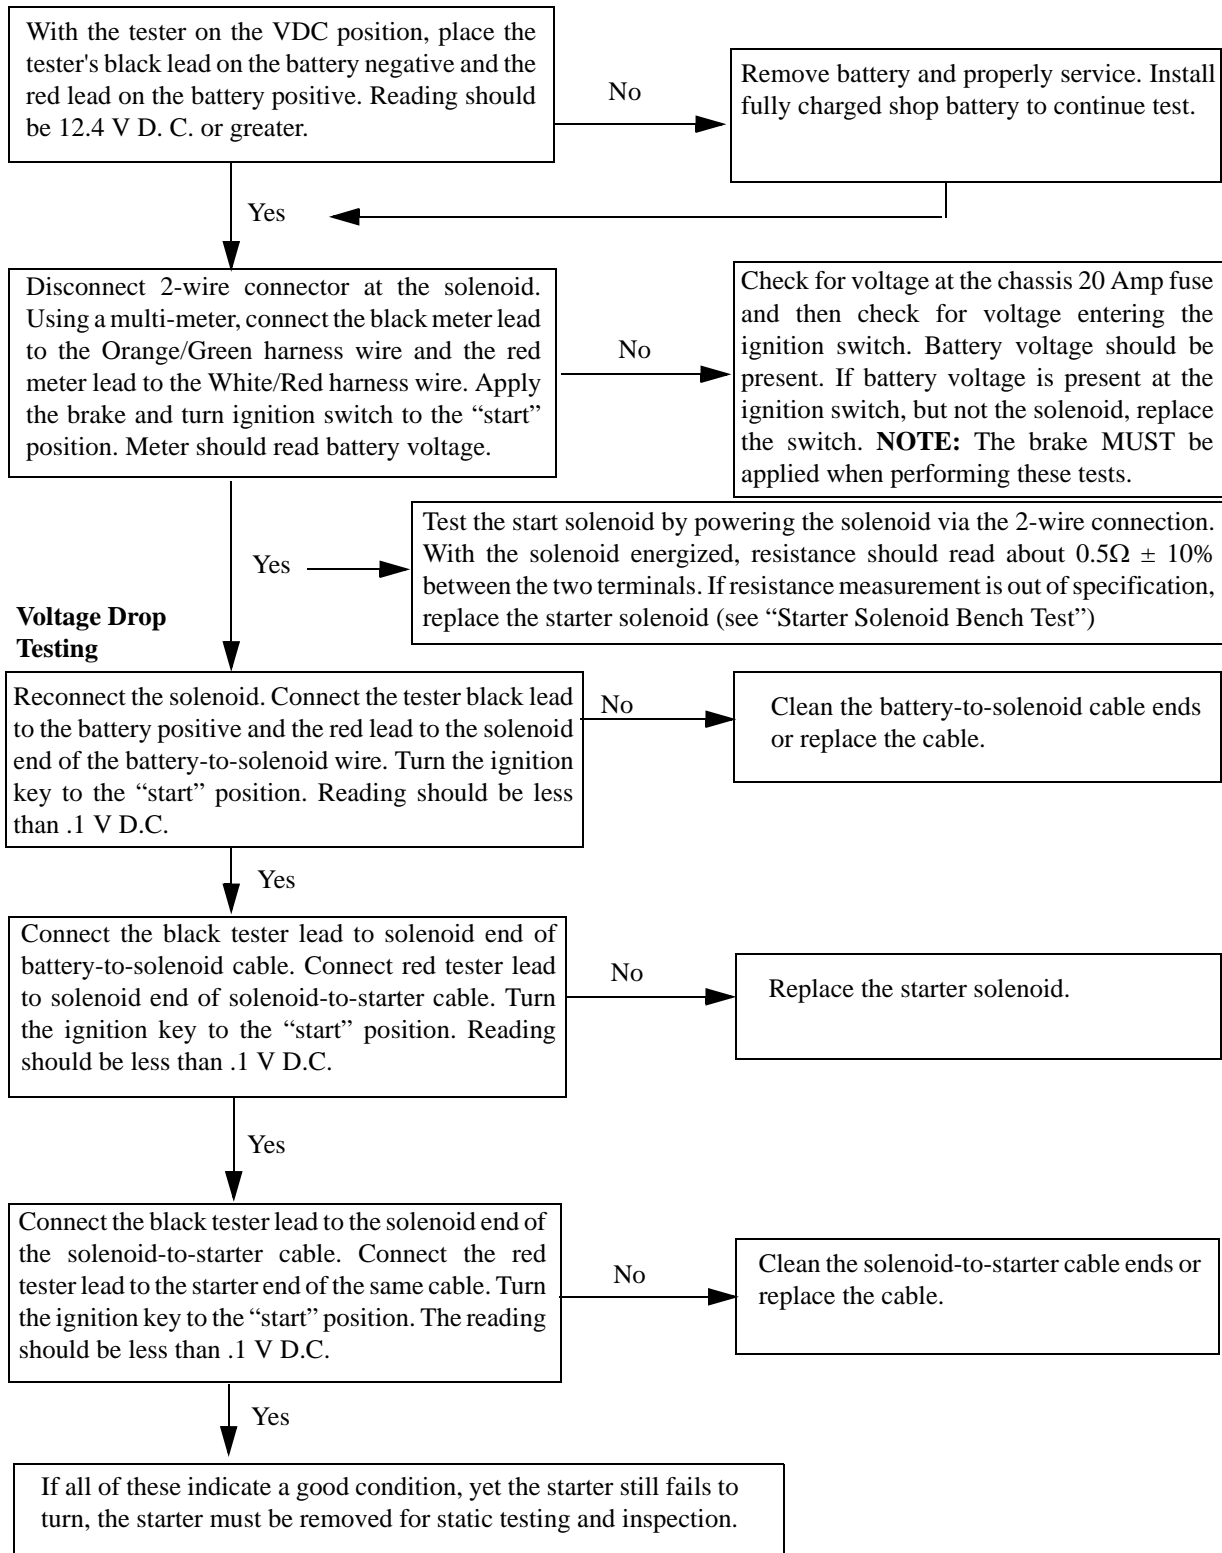 With the tester on the VDC position, place the
tester's black lead on the battery negative and the
red lead on the battery positive. Reading should
be 12.4 V D. C. or greater.
No
Remove battery and properly service. Install
fully charged shop battery to continue test.
Yes
Disconnect 2-wire connector at the solenoid.
Using a multi-meter, connect the black meter lead
to the Orange/Green harness wire and the red
meter lead to the White/Red harness wire. Apply
the brake and turn ignition switch to the “start”
position. Meter should read battery voltage.
No
Check for voltage at the chassis 20 Amp fuse
and then check for voltage entering the
ignition switch. Battery voltage should be
present. If battery voltage is present at the
ignition switch, but not the solenoid, replace
the switch. NOTE: The brake MUST be
applied when performing these tests.
Yes
Test the start solenoid by powering the solenoid via the 2-wire connection.
With the solenoid energized, resistance should read about 0.5Ω ± 10%
between the two terminals. If resistance measurement is out of specification,
replace the starter solenoid (see “Starter Solenoid Bench Test”)
Voltage Drop
Testing
Reconnect the solenoid. Connect the tester black lead
to the battery positive and the red lead to the solenoid
end of the battery-to-solenoid wire. Turn the ignition
key to the “start” position. Reading should be less
than .1 V D.C.
No
Clean the battery-to-solenoid cable ends
or replace the cable.
Yes
Connect the black tester lead to solenoid end of
battery-to-solenoid cable. Connect red tester lead
to solenoid end of solenoid-to-starter cable. Turn
the ignition key to the “start” position. Reading
should be less than .1 V D.C.
No
Replace the starter solenoid.
Yes
Connect the black tester lead to the solenoid end of
the solenoid-to-starter cable. Connect the red
tester lead to the starter end of the same cable. Turn
the ignition key to the “start” position. The reading
should be less than .1 V D.C.
No
Clean the solenoid-to-starter cable ends or
replace the cable.
Yes
If all of these indicate a good condition, yet the starter still fails to
turn, the starter must be removed for static testing and inspection.